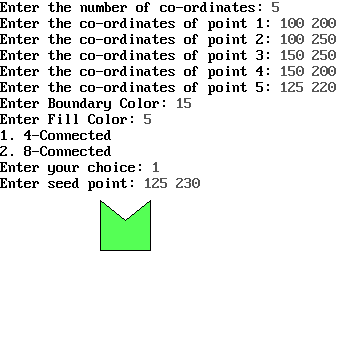 Enter the number of co-ordinates: 5
Enter the co-ordinates of point 1: 100 200
Enter the co-ordinates of point 2: 100 250
Enter the co-ordinates of point 3: 150 250
Enter the co-ordinates of point 4: 150 200
Enter the co-ordinates of point 5: 125 220
Enter Boundary Color: 15
Enter Fill Color: 5
1. 4-Connected
2. 8-Connected
Enter your choice: 1
Enter seed point: 125 230